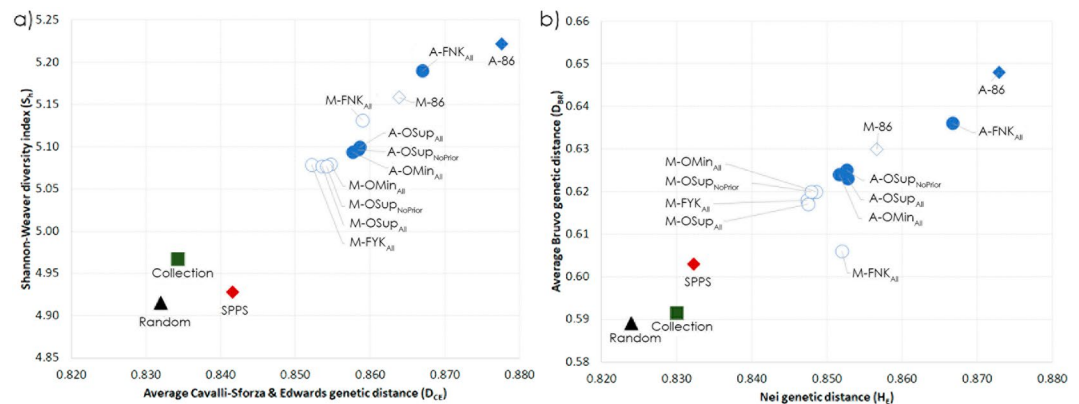 a)
Shannon-Weaver diversity index (Sh)
5.25
5.20
5.15
5.10
5.05
5.00
4.95
4.90
4.85
A-FNKAll
A-86
M-FNKAll
M-86
A-OSupAll
A-OSupNoPrior
A-OMinAll
M-OMinAll
M-OSupNoPrior
M-OSupAll
M-FYKAll
Collection
Random
SPPS
0.820 0.830 0.840 0.850 0.860 0.870 0.880
Average Cavalli-Sforza & Edwards genetic distance (DCE)
b)
Average Bruvo genetic distance (DBR)
0.66
0.65
0.64
0.63
0.62
0.61
0.60
0.59
0.58
A-86
A-FNKAll
M-86
M-OMinAll
M-OSupNoPrior
M-FYKAll
M-OSupAll
A-OSupNoPrior
A-OSupAll
A-OMinAll
M-FNKAll
SPPS
Random
Collection
0.820 0.830 0.840 0.850 0.860 0.870 0.880
Nei genetic distance (HE)